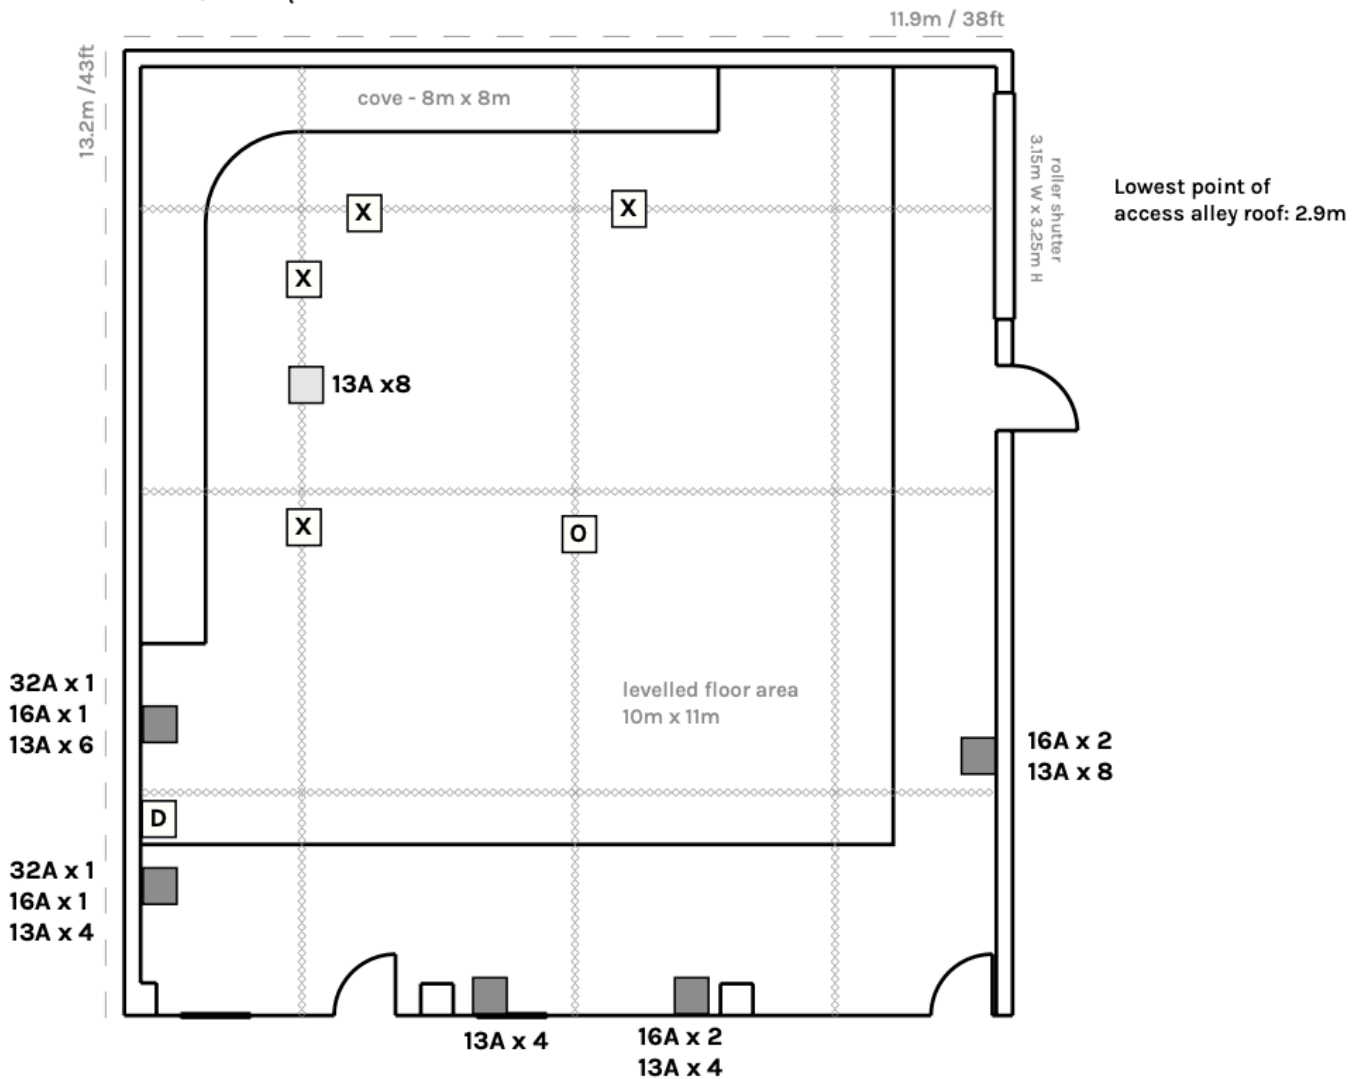 11.9m / 38ft
13.2m /43ft
cove - 8m x 8m
roller shutter
3.15m W x 3.25m H
Lowest point of
access alley roof: 2.9m
X
X
X
13A x8
X
O
32A x 1
16A x 1
13A x 6
levelled floor area
10m x 11m
16A x 2
13A x 8
D
32A x 1
16A x 1
13A x 4
13A x 4
16A x 2
13A x 4